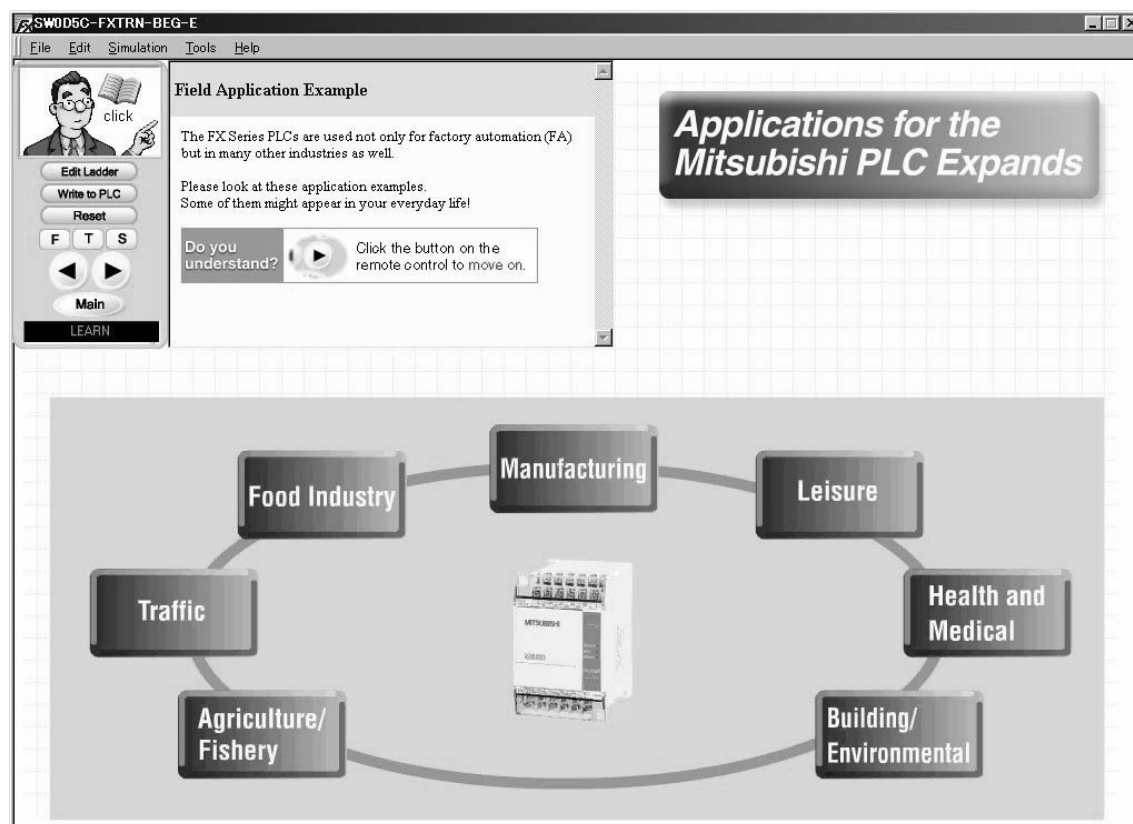 SW0D5C-FXTRN-BEG-E
File Edit Simulation Tools Help
click
Edit Ladder
Write to PLC
Reset
F T S
Main
LEARN
Field Application Example
The FX Series PLCs are used not only for factory automation (FA)
but in many other industries as well.
Please look at these application examples.
Some of them might appear in your everyday life!
Do you
understand?
Click the button on the
remote control to move on.
Applications for the
Mitsubishi PLC Expands
Manufacturing
Food Industry
Leisure
Traffic
Health and
Medical
Agriculture/
Fishery
Building/
Environmental
MITSUBISHI